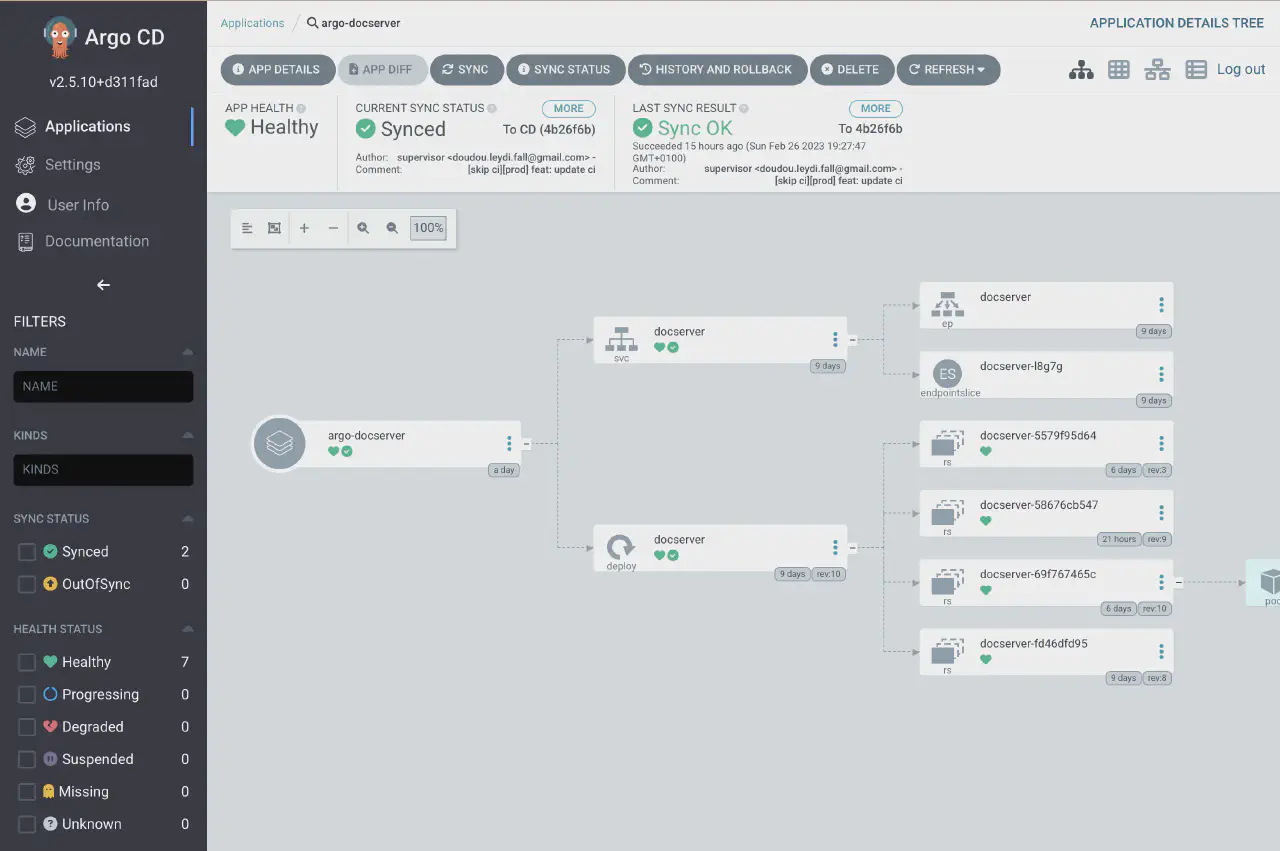 Argo CD
v2.5.10+d311fad
Applications
Settings
User Info
Documentation
FILTERS
NAME
NAME
KINDS
KINDS
SYNC STATUS
Synced 2
OutOfSync 0
HEALTH STATUS
Healthy 7
Progressing 0
Degraded 0
Suspended 0
Missing 0
Unknown 0
Applications / argo-docserver
APPLICATION DETAILS TREE
APP DETAILS APP DIFF SYNC SYNC STATUS HISTORY AND ROLLBACK DELETE REFRESH
Log out
APP HEALTH
Healthy
CURRENT SYNC STATUS MORE
Synced To CD (4b26f6b)
Author: supervisor <doudou.leydi.fall@gmail.com> -
Comment: [skip ci][prod] feat: update ci
LAST SYNC RESULT MORE
Sync OK To 4b26f6b
Succeeded 15 hours ago (Sun Feb 26 2023 19:27:47
GMT+0100)
Author: supervisor <doudou.leydi.fall@gmail.com> -
Comment: [skip ci][prod] feat: update ci
100%
argo-docserver
a day
docserver
svc
9 days
docserver
deploy
9 days rev:10
docserver
ep
9 days
ES
docserver-l8g7g
endpointslice
9 days
docserver-5579f95d64
rs
6 days rev:3
docserver-58676cb547
rs
21 hours rev:9
docserver-69f767465c
rs
6 days rev:10
docserver-fd46dfd95
rs
9 days rev:8